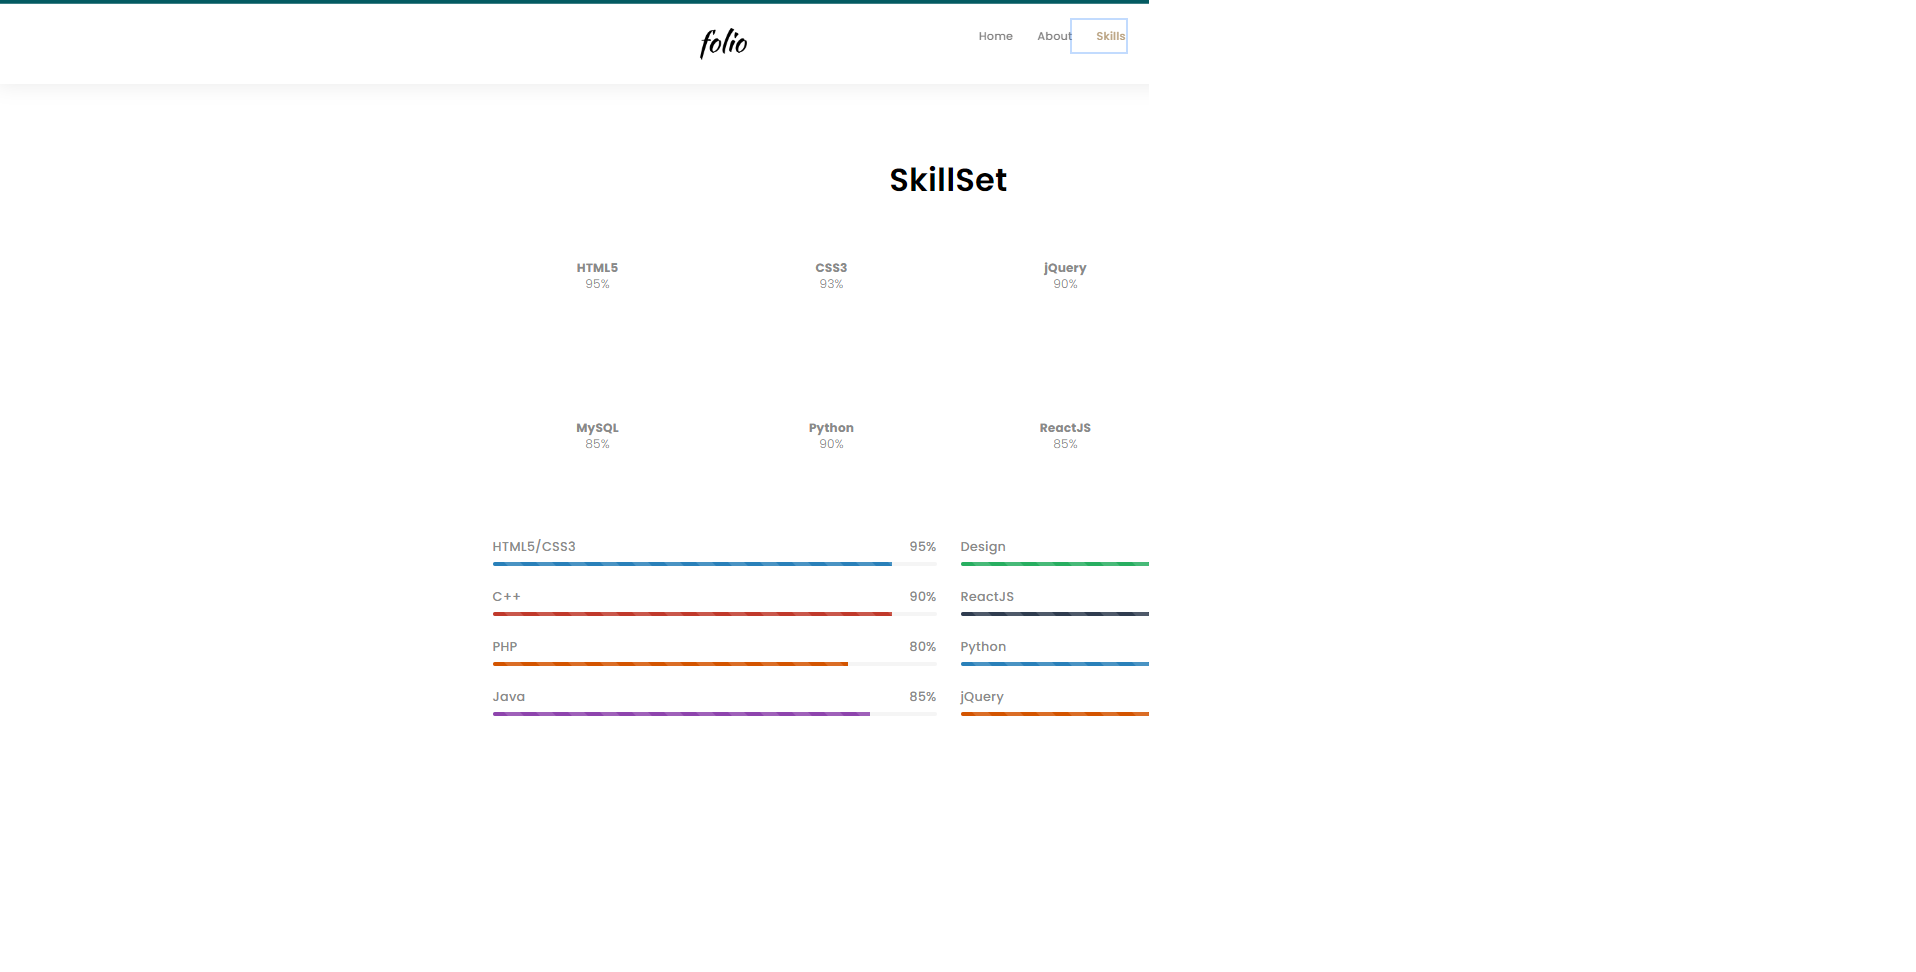 folio
Home About Skills
SkillSet
HTML5 CSS3 jQuery
95% 93% 90%
MySQL Python ReactJS
85% 90% 85%
HTML5/CSS3 95% Design
C++ 90% ReactJS
PHP 80% Python
Java 85% jQuery